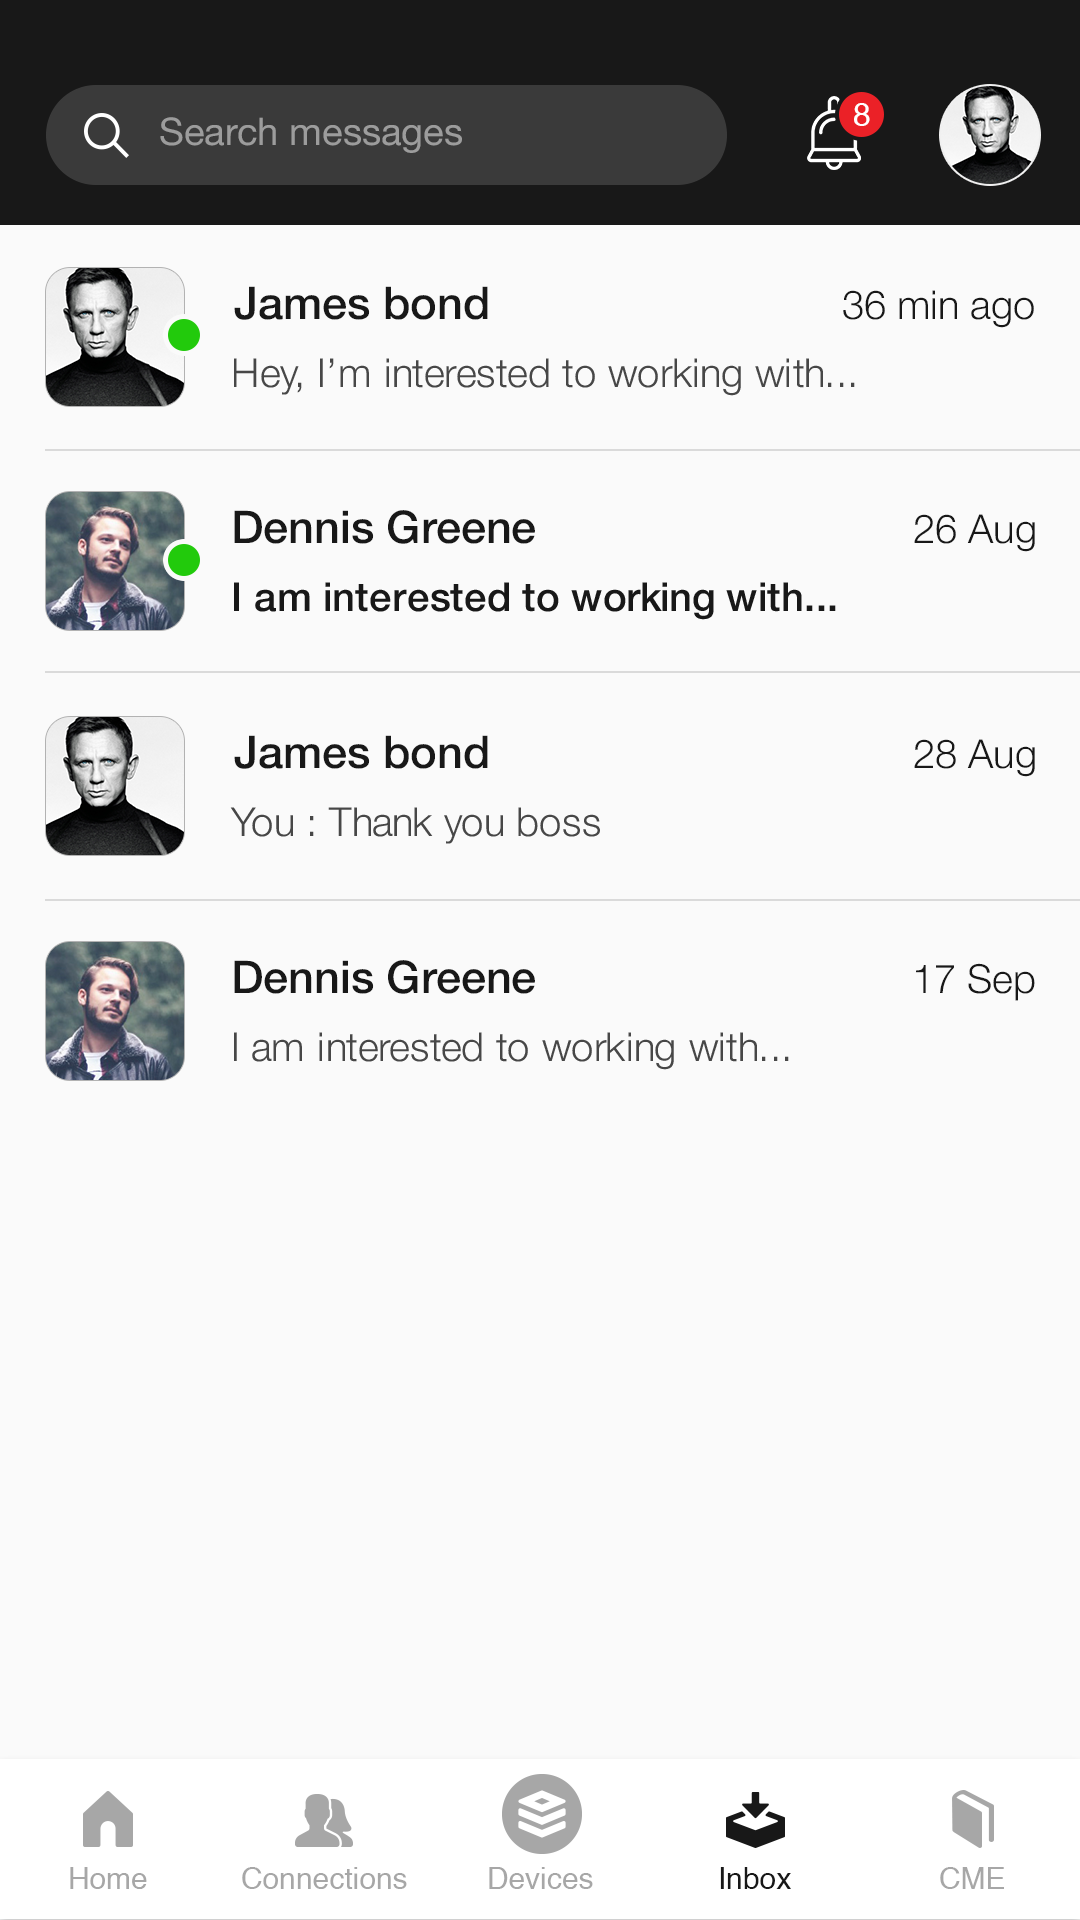 Search messages
8
James bond
36 min ago
Hey, I’m interested to working with...
Dennis Greene
26 Aug
I am interested to working with...
James bond
28 Aug
You : Thank you boss
Dennis Greene
17 Sep
I am interested to working with...
Home
Connections
Devices
Inbox
CME